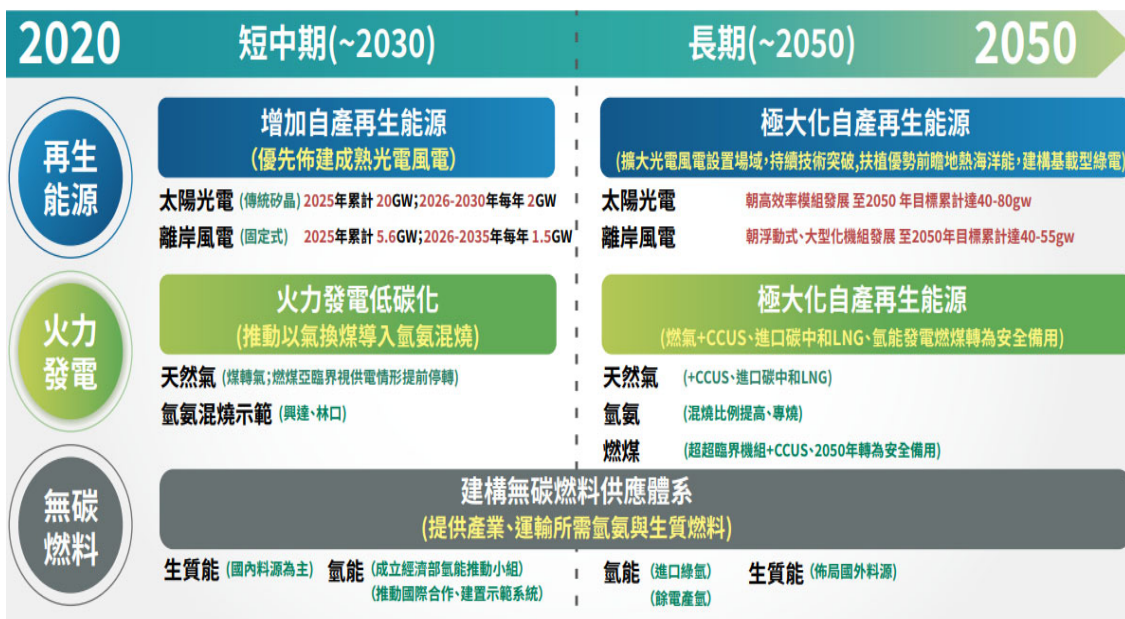 2020 短中期(~2030) 長期(~2050) 2050
再生
能源
增加自產再生能源
(優先佈建成熟光電風電)
太陽光電 (傳統矽晶) 2025年累計 20GW;2026-2030年每年 2GW
離岸風電 (固定式) 2025年累計 5.6GW;2026-2035年每年 1.5GW
極大化自產再生能源
(擴大光電風電設置場域,持續技術突破,扶植優勢前瞻地熱海洋能,建構基載型綠電)
太陽光電 朝高效率模組發展 至2050 年目標累計達40-80gw
離岸風電 朝浮動式、大型化機組發展 至2050年目標累計達40-55gw
火力
發電
火力發電低碳化
(推動以氣換煤導入氫氨混燒)
天然氣 (煤轉氣;燃煤亞臨界視供電情形提前停轉)
氫氨混燒示範 (興達、林口)
極大化自產再生能源
(燃氣+CCUS、進口碳中和LNG、氫能發電燃煤轉為安全備用)
天然氣 (+CCUS、進口碳中和LNG)
氫氨 (混燒比例提高、專燒)
燃煤 (超超臨界機組+CCUS、2050年轉為安全備用)
無碳
燃料
建構無碳燃料供應體系
(提供產業、運輸所需氫氨與生質燃料)
生質能 (國內料源為主) 氫能 (成立經濟部氫能推動小組)
(推動國際合作、建置示範系統)
氫能 (進口綠氫) 生質能 (佈局國外料源)
(餘電產氫)